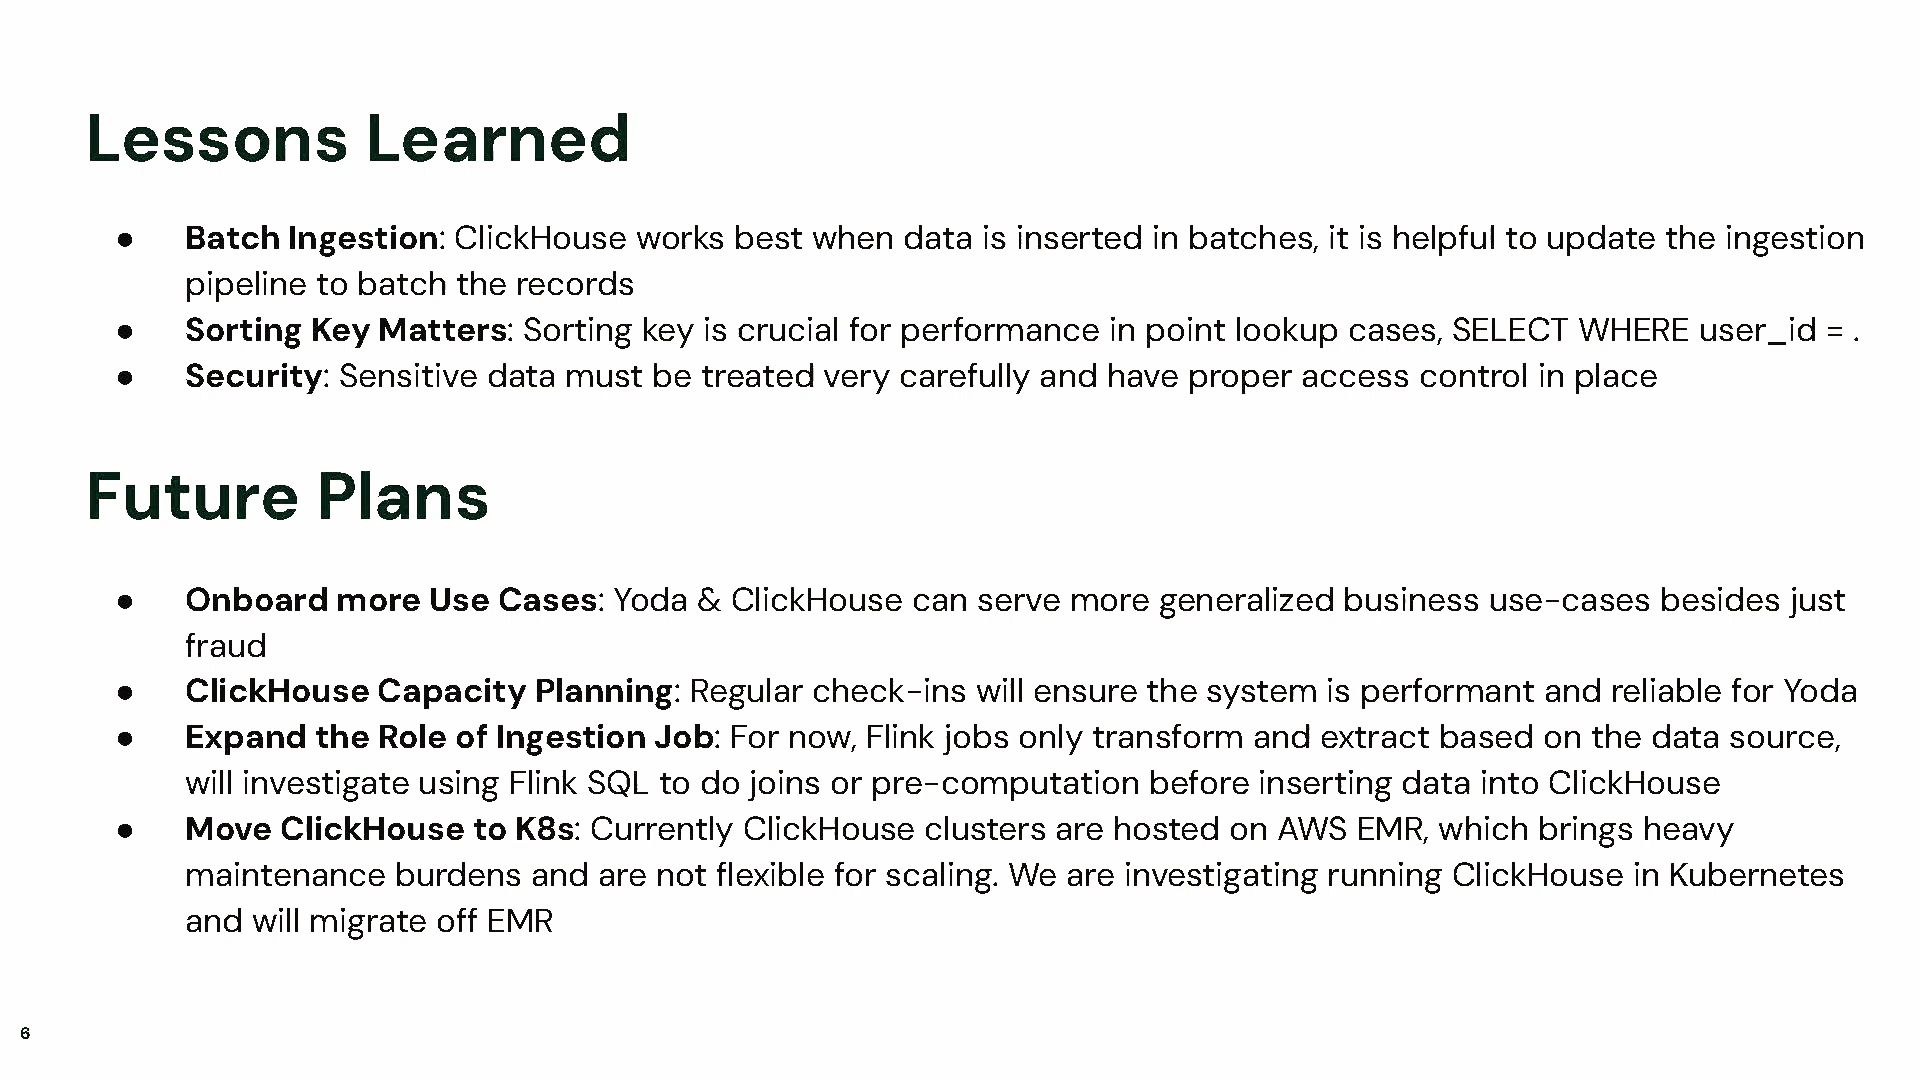 Lessons Learned
● Batch Ingestion: ClickHouse works best when data is inserted in batches, it is helpful to update the ingestion
pipeline to batch the records
● Sorting Key Matters: Sorting key is crucial for performance in point lookup cases, SELECT WHERE user_id = .
● Security: Sensitive data must be treated very carefully and have proper access control in place
Future Plans
● Onboard more Use Cases: Yoda & ClickHouse can serve more generalized business use-cases besides just
fraud
● ClickHouse Capacity Planning: Regular check-ins will ensure the system is performant and reliable for Yoda
● Expand the Role of Ingestion Job: For now, Flink jobs only transform and extract based on the data source,
will investigate using Flink SQL to do joins or pre-computation before inserting data into ClickHouse
● Move ClickHouse to K8s: Currently ClickHouse clusters are hosted on AWS EMR, which brings heavy
maintenance burdens and are not flexible for scaling. We are investigating running ClickHouse in Kubernetes
and will migrate off EMR
6